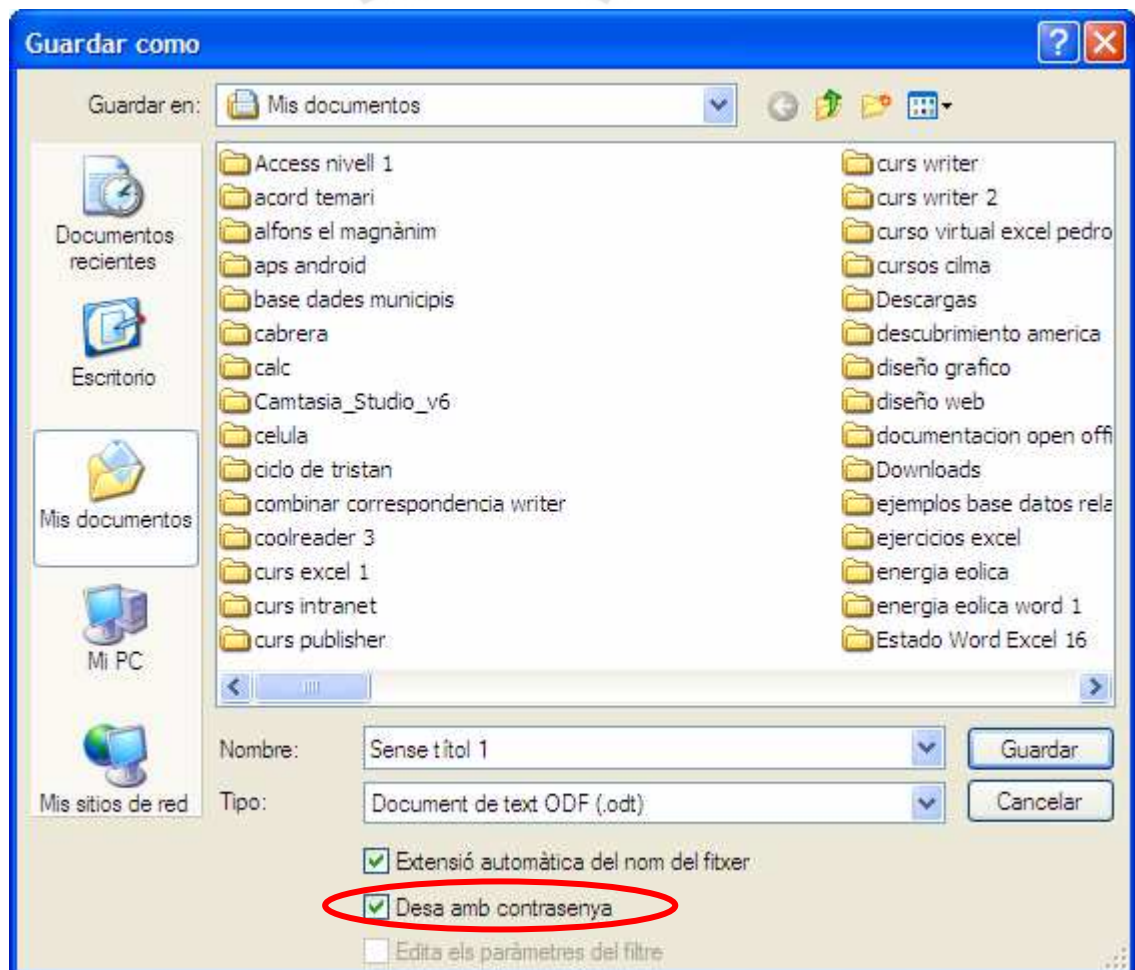 Guardar como
Guardar en:
Mis documentos
Documentos
recientes
Escritorio
Mis documentos
Mi PC
Mis sitios de red
Access nivell 1
acord temari
alfons el magnànim
aps android
base dades municipis
cabrera
calc
Camtasia_Studio_v6
celula
ciclo de tristan
combinar correspondencia writer
coolreader 3
curs excel 1
curs intranet
curs publisher
curs writer
curs writer 2
curso virtual excel pedro
cursos cilma
Descargas
descubrimiento america
diseño grafico
diseño web
documentacion open offi
Downloads
ejemplos base datos rela
ejercicios excel
energia eolica
energia eolica word 1
Estado Word Excel 16
Nombre:
Sense títol 1
Guardar
Tipo:
Document de text ODF (.odt)
Cancelar
Extensió automàtica del nom del fitxer
Desa amb contrasenya
Edita els paràmetres del filtre